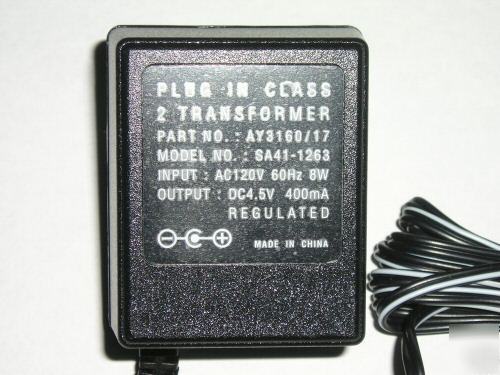 PLUG IN CLASS
2 TRANSFORMER
PART NO. : AY3160/17
MODEL NO. : SA41-1263
INPUT : AC120V 60Hz 8W
OUTPUT : DC4.5V 400mA
REGULATED
MADE IN CHINA